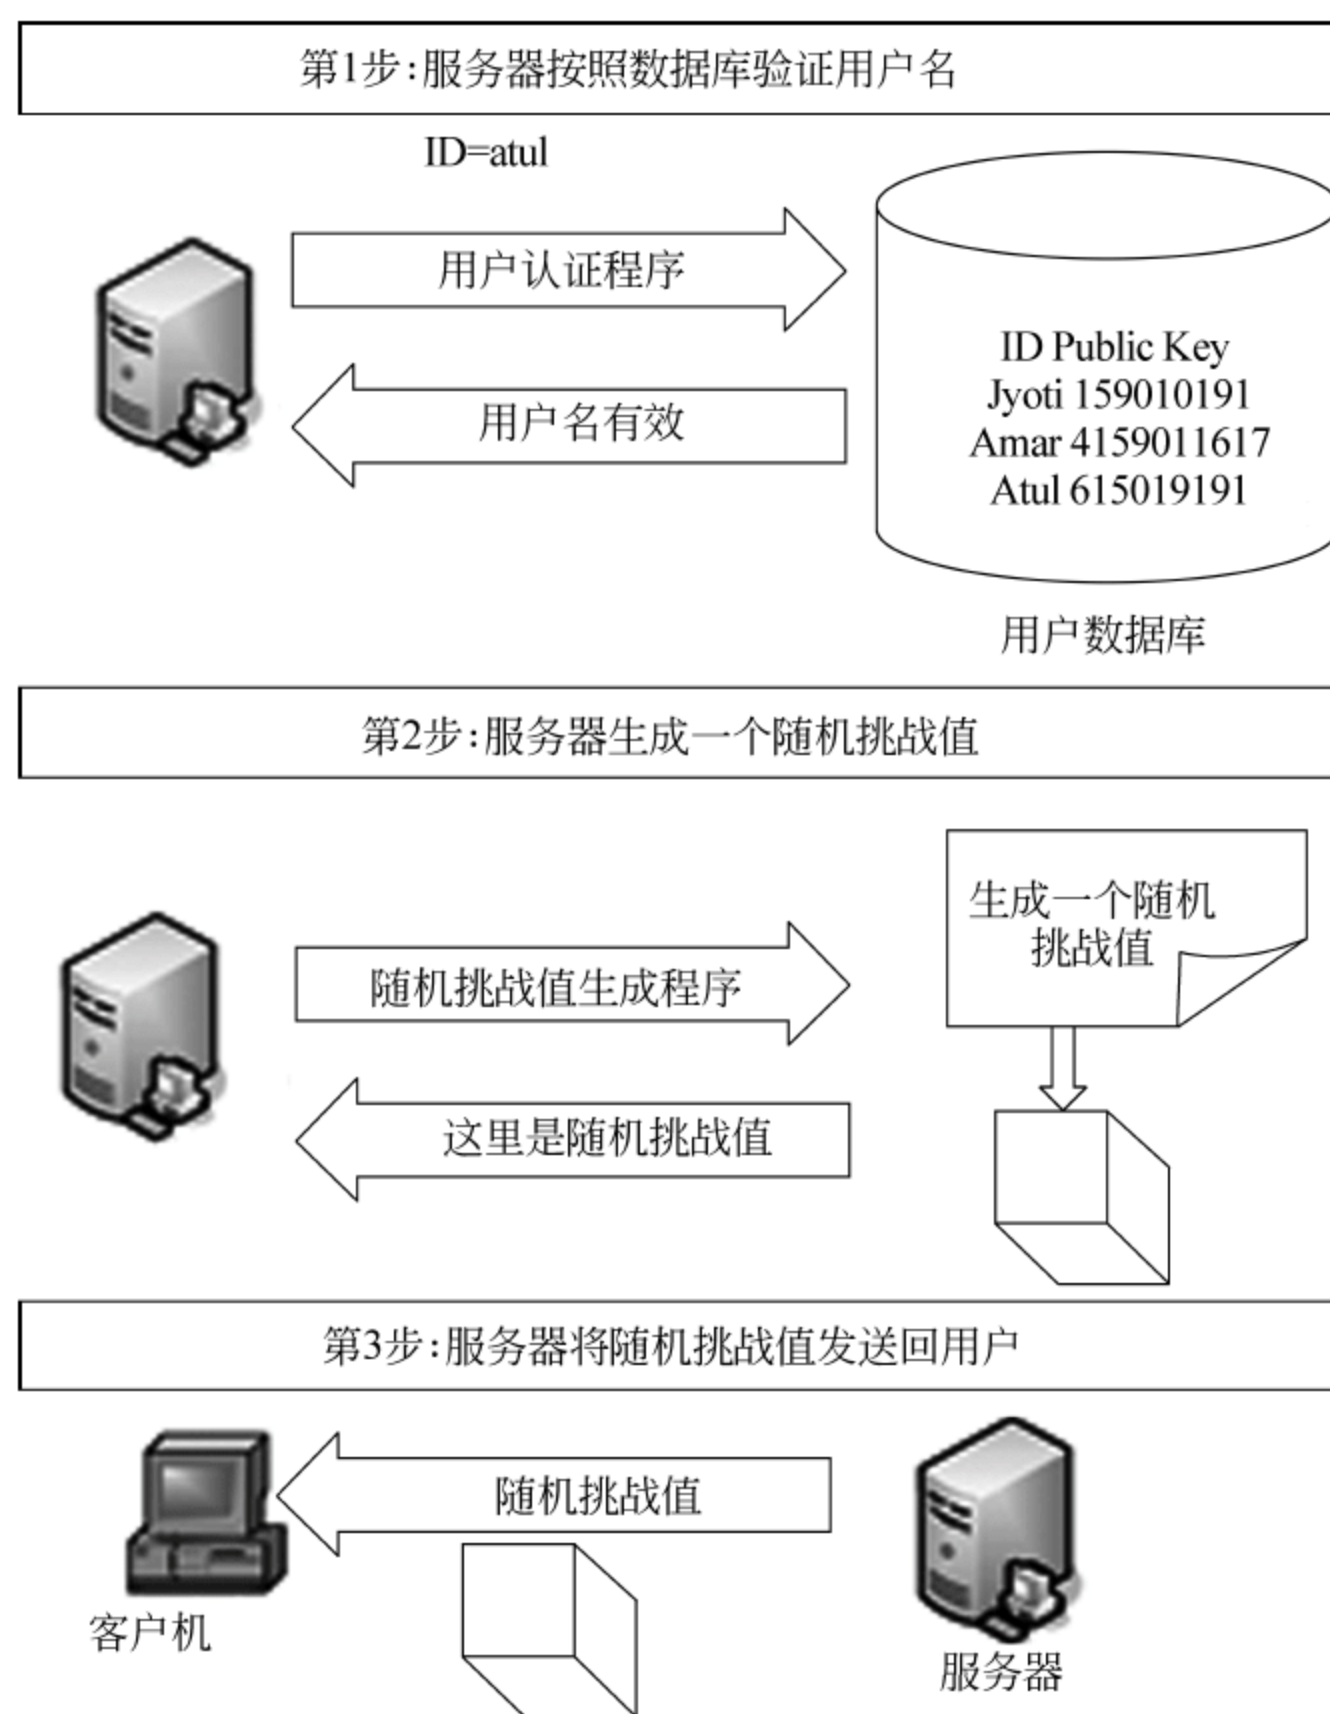 第1步:服务器按照数据库验证用户名
ID=atul
用户认证程序
用户名有效
ID Public Key
Jyoti 159010191
Amar 4159011617
Atul 615019191
用户数据库
第2步:服务器生成一个随机挑战值
生成一个随机
挑战值
随机挑战值生成程序
这里是随机挑战值
第3步:服务器将随机挑战值发送回用户
随机挑战值
客户机
服务器